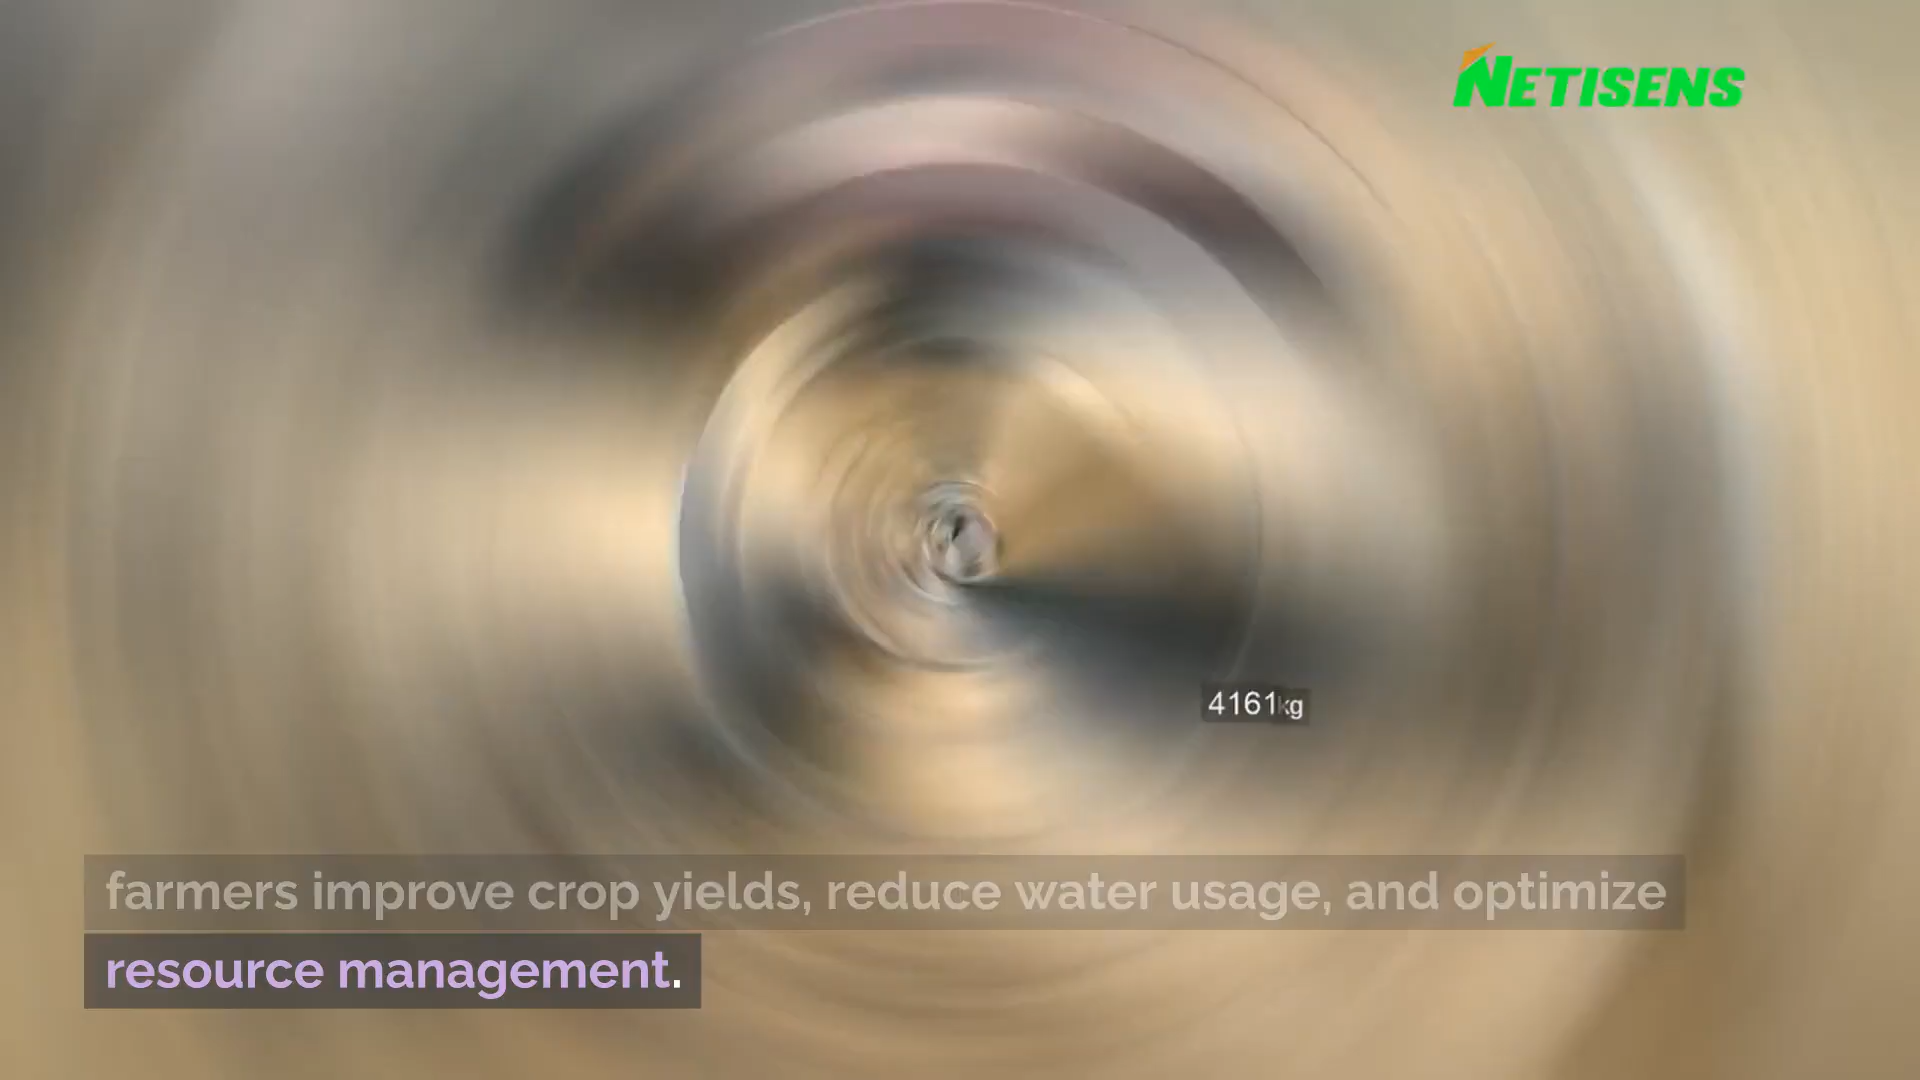 NETISENS
4161kg
farmers improve crop yields, reduce water usage, and optimize
resource management.